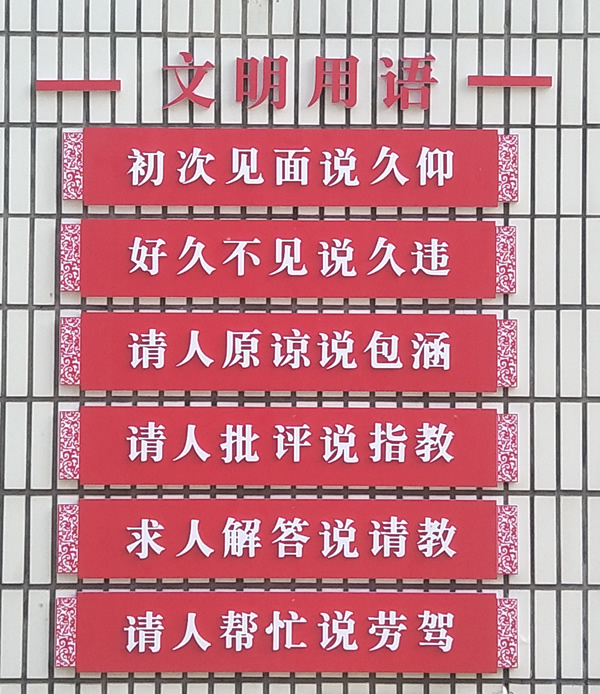 文明用语
初次见面说久仰
好久不见说久违
请人原谅说包涵
请人批评说指教
求人解答说请教
请人帮忙说劳驾